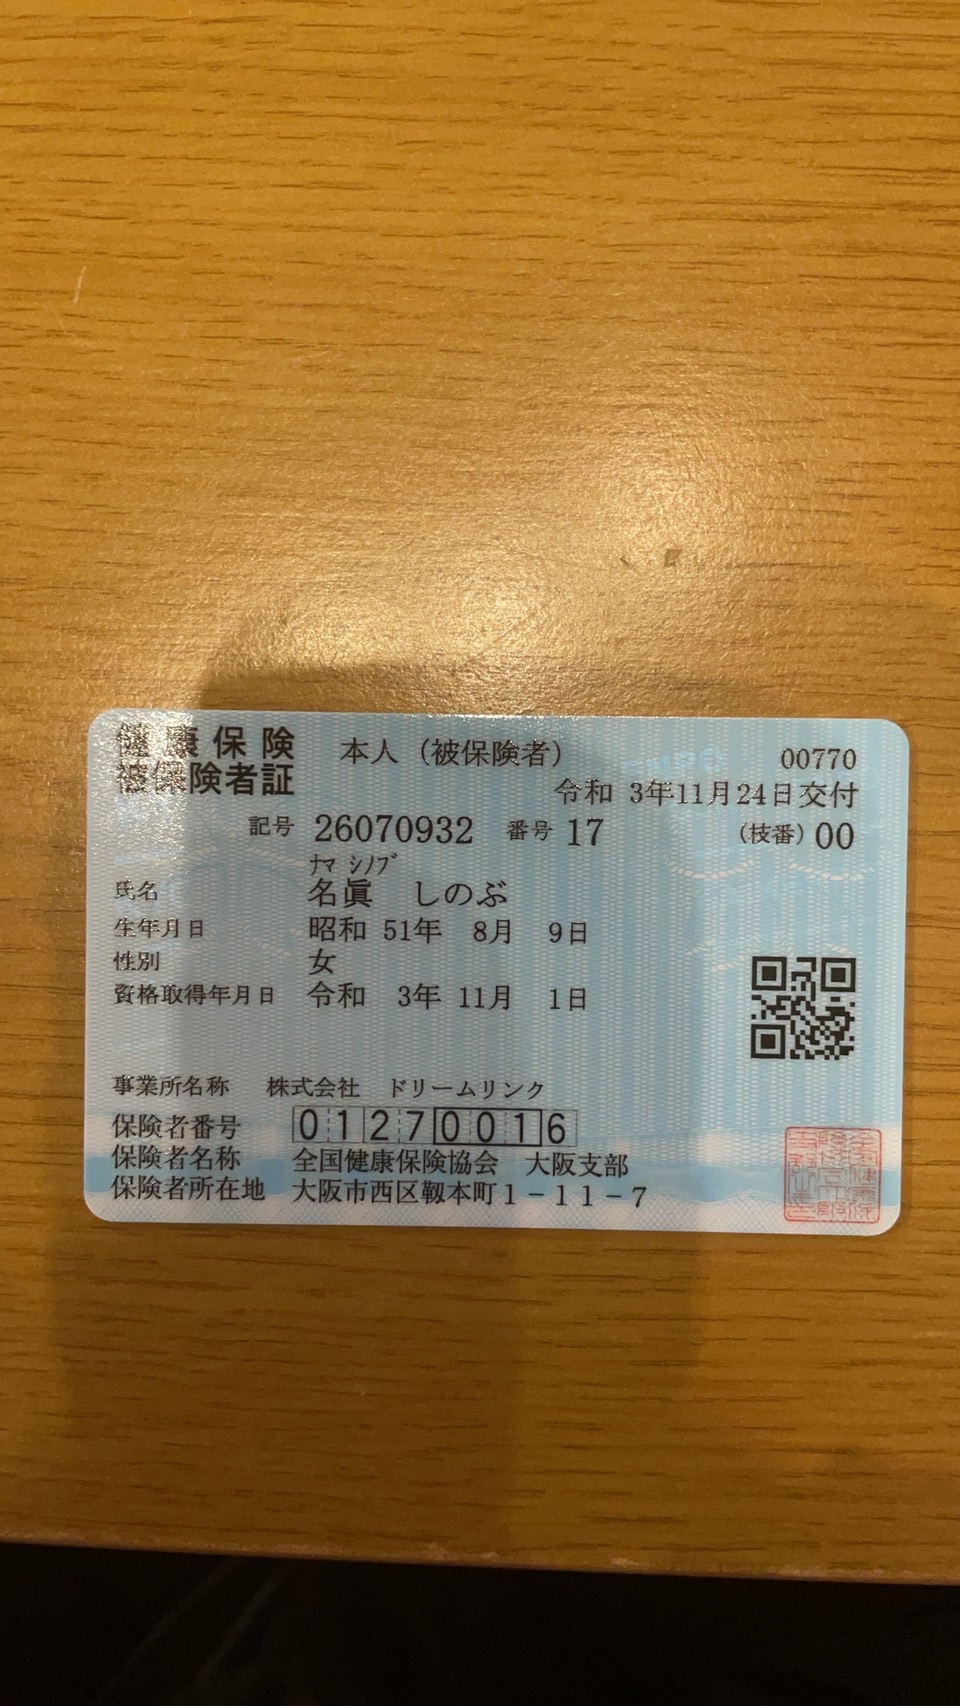 健康保険 本人（被保険者） 00770
被保険者証 令和 3年11月24日交付
記号 26070932 番号 17 （枝番）00
ﾅﾏ ｼﾉﾌﾞ
氏名 名眞 しのぶ
生年月日 昭和 51年 8月 9日
性別 女
資格取得年月日 令和 3年 11月 1日
事業所名称 株式会社 ドリームリンク
保険者番号 01270016
保険者名称 全国健康保険協会 大阪支部
保険者所在地 大阪市西区靱本町1－11－7